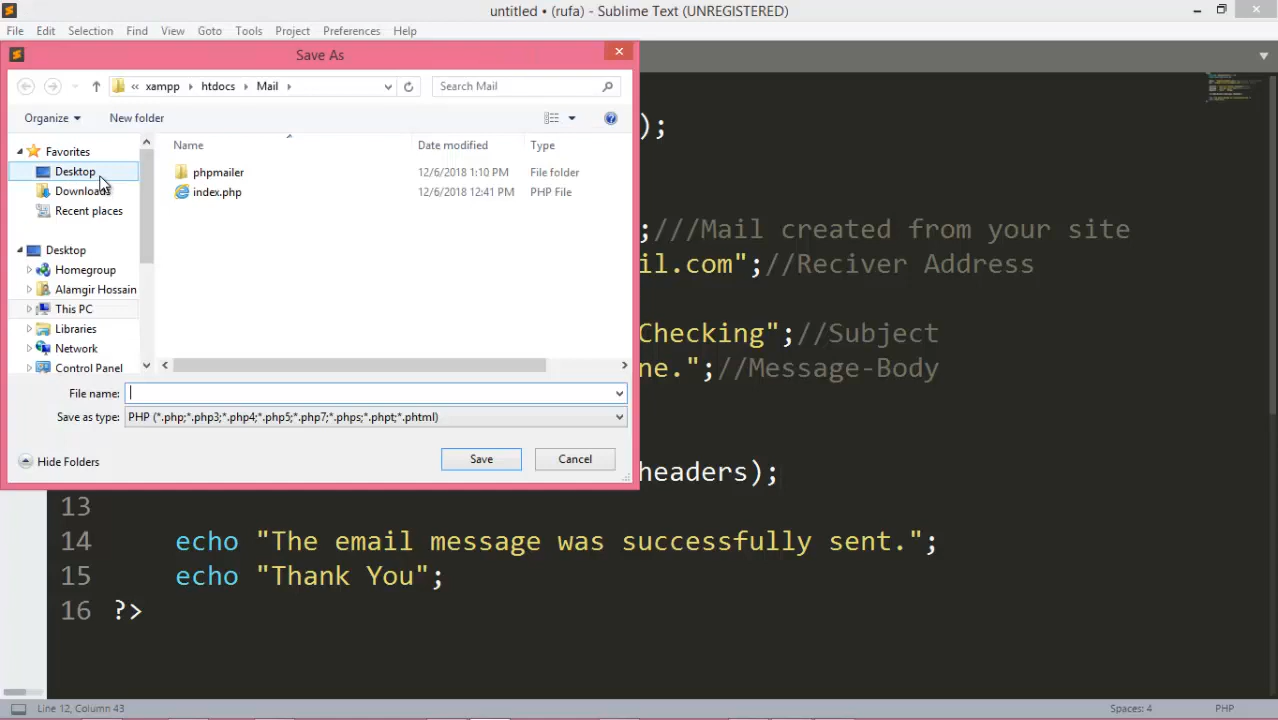 untitled • (rufa) - Sublime Text (UNREGISTERED)
File Edit Selection Find View Goto Tools Project Preferences Help
Save As
xampp htdocs Mail Search Mail
Organize New folder
Name Date modified Type
phpmailer 12/6/2018 1:10 PM File folder
index.php 12/6/2018 12:41 PM PHP File
Favorites
Desktop
Downloads
Recent places
Desktop
Homegroup
Alamgir Hossain
This PC
Libraries
Network
Control Panel
File name:
Save as type: PHP (*.php;*.php3;*.php4;*.php5;*.php7;*.phps;*.phpt;*.phtml)
Hide Folders Save Cancel
);
;///Mail created from your site
il.com";//Reciver Address
Checking";//Subject
ne.";//Message-Body
headers);
13
14 echo "The email message was successfully sent.";
15 echo "Thank You";
16 ?>
Line 12, Column 43 Spaces: 4 PHP